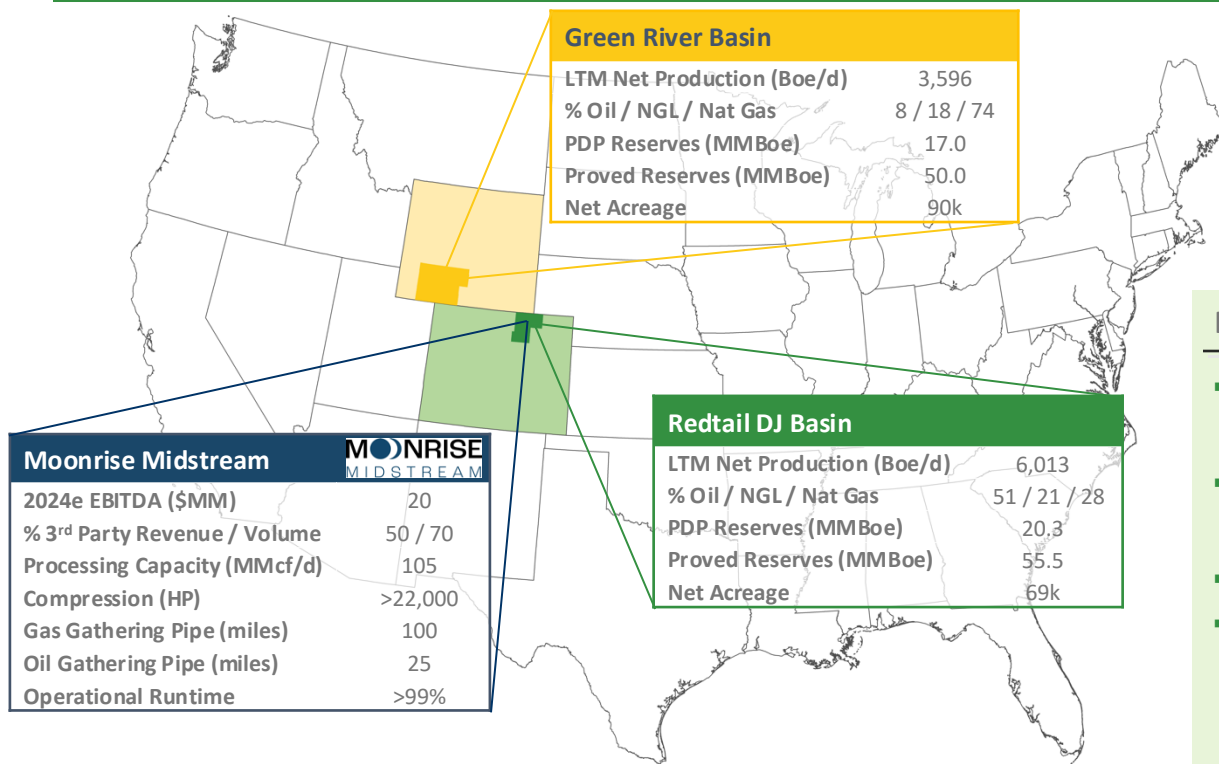 Green River Basin
LTM Net Production (Boe/d) 3,596
% Oil / NGL / Nat Gas 8 / 18 / 74
PDP Reserves (MMBoe) 17.0
Proved Reserves (MMBoe) 50.0
Net Acreage 90k
Redtail DJ Basin
LTM Net Production (Boe/d) 6,013
% Oil / NGL / Nat Gas 51 / 21 / 28
PDP Reserves (MMBoe) 20.3
Proved Reserves (MMBoe) 55.5
Net Acreage 69k
Moonrise Midstream MOONRISE
MIDSTREAM
2024e EBITDA ($MM) 20
% 3rd Party Revenue / Volume 50 / 70
Processing Capacity (MMcf/d) 105
Compression (HP) >22,000
Gas Gathering Pipe (miles) 100
Oil Gathering Pipe (miles) 25
Operational Runtime >99%